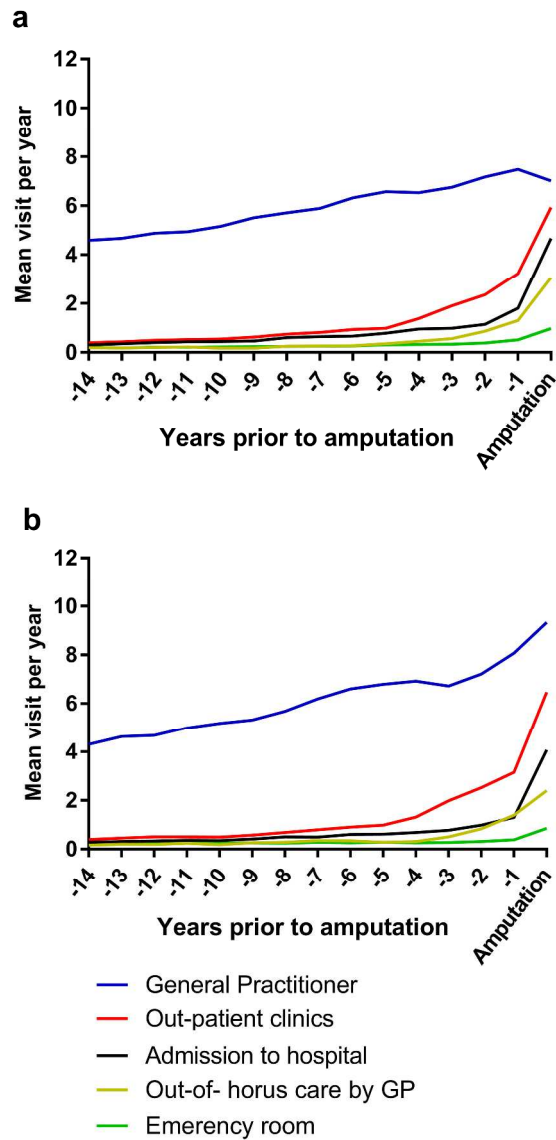 a
12
10
8
6
4
2
0
Mean visit per year
-14 -13 -12 -11 -10 -9 -8 -7 -6 -5 -4 -3 -2 -1 Amputation
Years prior to amputation
b
12
10
8
6
4
2
0
Mean visit per year
-14 -13 -12 -11 -10 -9 -8 -7 -6 -5 -4 -3 -2 -1 Amputation
Years prior to amputation
General Practitioner
Out-patient clinics
Admission to hospital
Out-of- horus care by GP
Emerency room